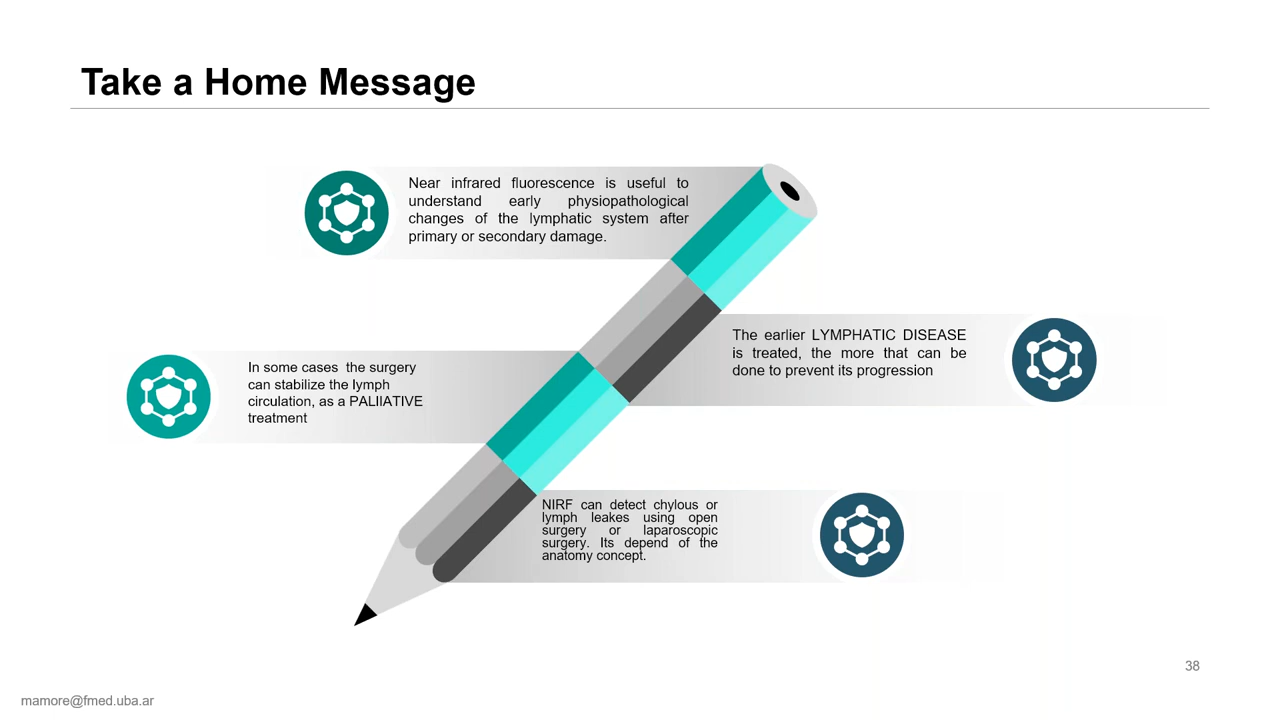 Take a Home Message
Near infrared fluorescence is useful to
understand early physiopathological
changes of the lymphatic system after
primary or secondary damage.
The earlier LYMPHATIC DISEASE
is treated, the more that can be
done to prevent its progression
In some cases the surgery
can stabilize the lymph
circulation, as a PALIIATIVE
treatment
NIRF can detect chylous or
lymph leakes using open
surgery or laparoscopic
surgery. Its depend of the
anatomy concept.
38
mamore@fmed.uba.ar